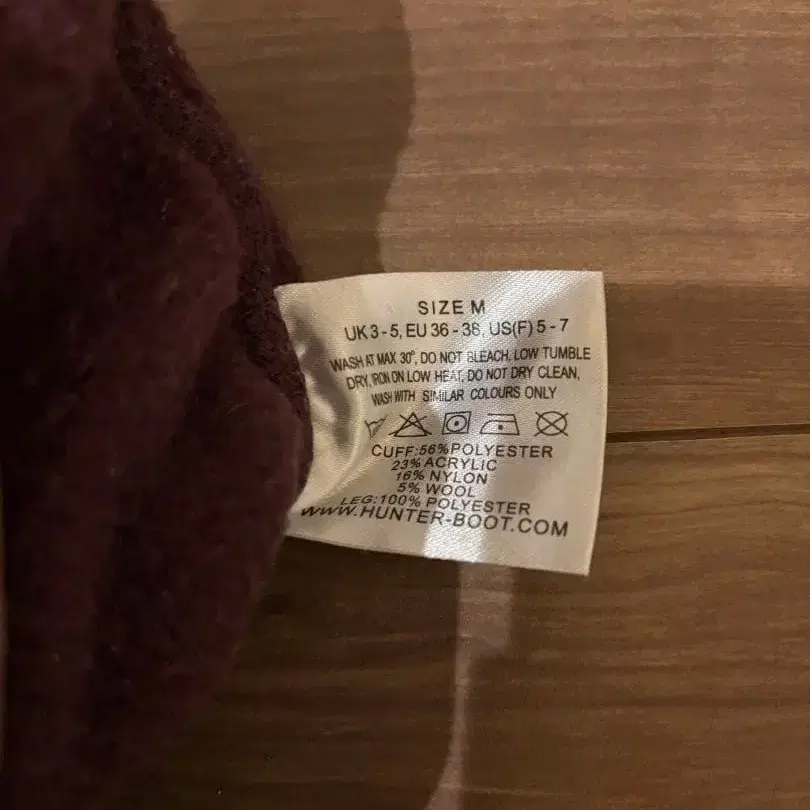 SIZE M
UK 3 - 5, EU 36 - 38, US(F) 5 - 7
WASH AT MAX 30°, DO NOT BLEACH, LOW TUMBLE
DRY, IRON ON LOW HEAT, DO NOT DRY CLEAN,
WASH WITH SIMILAR COLOURS ONLY
CUFF:56%POLYESTER
23%ACRYLIC
16%NYLON
5% WOOL
LEG:100% POLYESTER
WWW.HUNTER-BOOT.COM